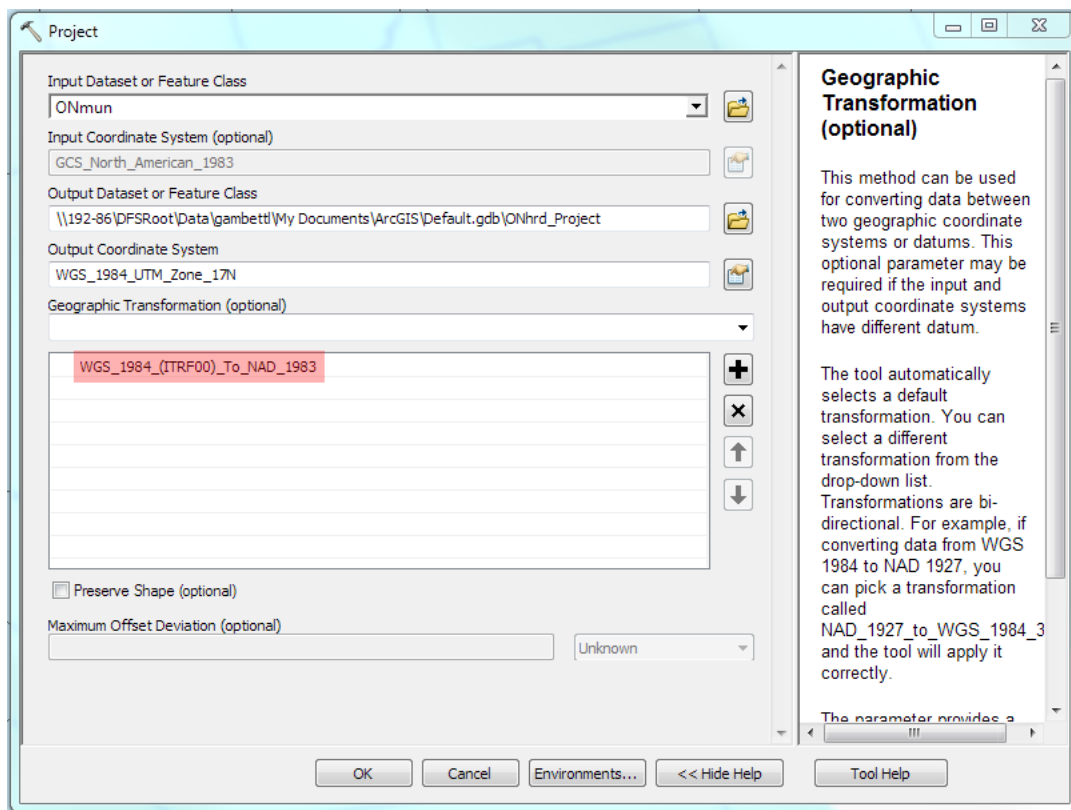 Project
Input Dataset or Feature Class
ONmun
Input Coordinate System (optional)
GCS_North_American_1983
Output Dataset or Feature Class
\\192-86\DFSRoot\Data\gambettl\My Documents\ArcGIS\Default.gdb\ONhrd_Project
Output Coordinate System
WGS_1984_UTM_Zone_17N
Geographic Transformation (optional)
WGS_1984_(ITRF00)_To_NAD_1983
Preserve Shape (optional)
Maximum Offset Deviation (optional)
Unknown
Geographic
Transformation
(optional)
This method can be used
for converting data between
two geographic coordinate
systems or datums. This
optional parameter may be
required if the input and
output coordinate systems
have different datum.
The tool automatically
selects a default
transformation. You can
select a different
transformation from the
drop-down list.
Transformations are bi-
directional. For example, if
converting data from WGS
1984 to NAD 1927, you
can pick a transformation
called
NAD_1927_to_WGS_1984_3
and the tool will apply it
correctly.
The parameter provides a
OK
Cancel
Environments...
<< Hide Help
Tool Help